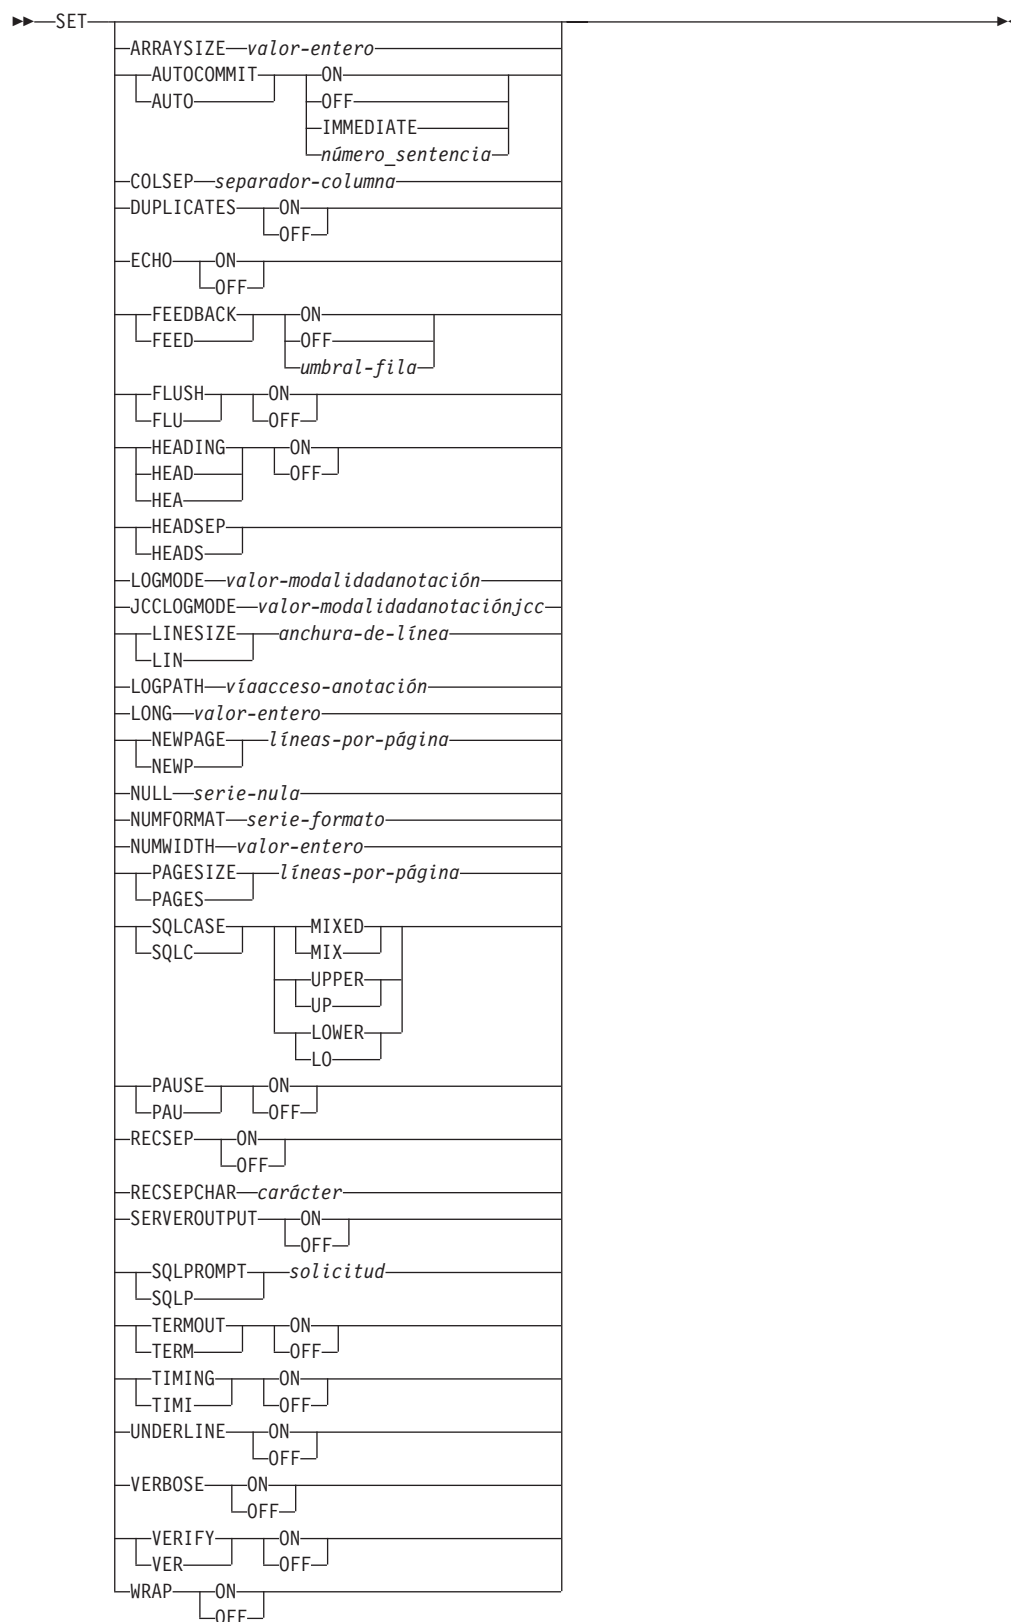 SET
ARRAYSIZE valor-entero
AUTOCOMMIT ON
AUTO OFF
IMMEDIATE
número_sentencia
COLSEP separador-columna
DUPLICATES ON
OFF
ECHO ON
OFF
FEEDBACK ON
FEED OFF
umbral-fila
FLUSH ON
FLU OFF
HEADING ON
HEAD OFF
HEA
HEADSEP
HEADS
LOGMODE valor-modalidadanotación
JCCLOGMODE valor-modalidadanotaciónjcc
LINESIZE anchura-de-línea
LIN
LOGPATH víaacceso-anotación
LONG valor-entero
NEWPAGE líneas-por-página
NEWP
NULL serie-nula
NUMFORMAT serie-formato
NUMWIDTH valor-entero
PAGESIZE líneas-por-página
PAGES
SQLCASE MIXED
SQLC MIX
UPPER
UP
LOWER
LO
PAUSE ON
PAU OFF
RECSEP ON
OFF
RECSEPCHAR carácter
SERVEROUTPUT ON
OFF
SQLPROMPT solicitud
SQLP
TERMOUT ON
TERM OFF
TIMING ON
TIMI OFF
UNDERLINE ON
OFF
VERBOSE ON
OFF
VERIFY ON
VER OFF
WRAP ON
OFF